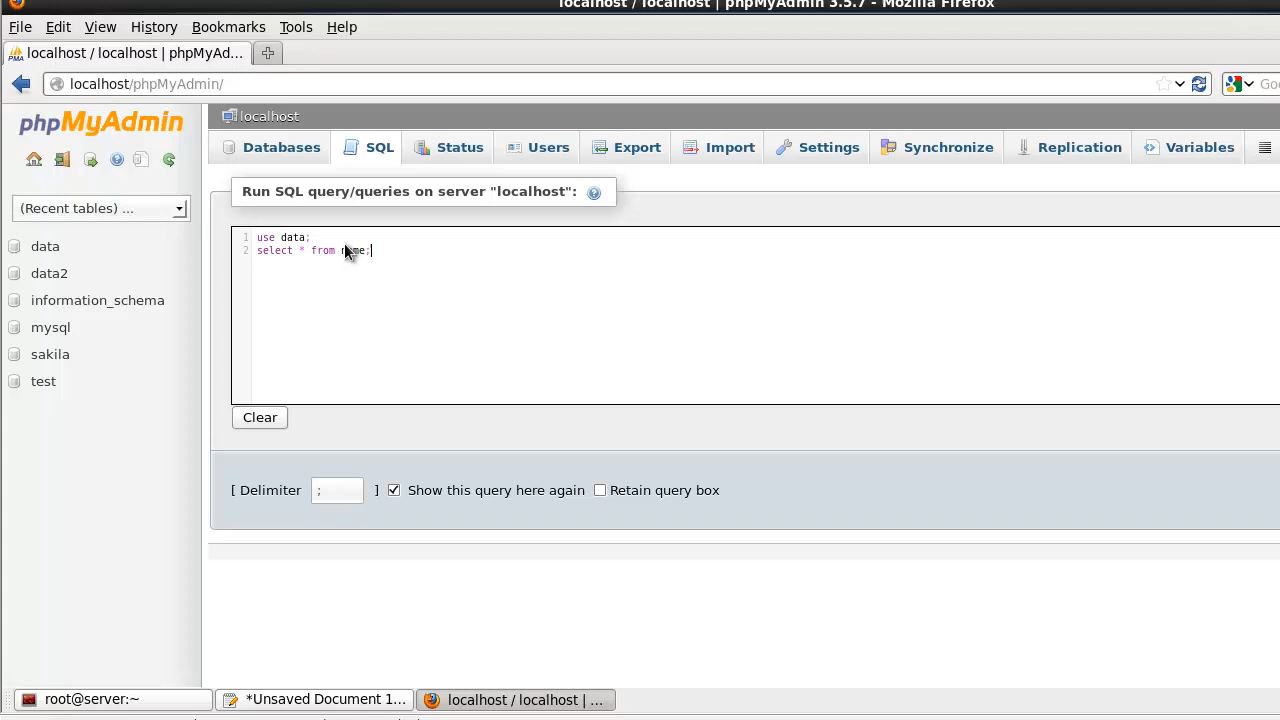 localhost / localhost | phpMyAdmin 3.5.7 - Mozilla Firefox
File Edit View History Bookmarks Tools Help
PMA localhost / localhost | phpMyAd...
localhost/phpMyAdmin/
phpMyAdmin
localhost
Databases SQL Status Users Export Import Settings Synchronize Replication Variables
Run SQL query/queries on server "localhost":
(Recent tables) ...
1 use data;
2 select * from
data
data2
information_schema
mysql
sakila
test
Clear
[ Delimiter ; ] Show this query here again Retain query box
root@server:~ *Unsaved Document 1... localhost / localhost | ...